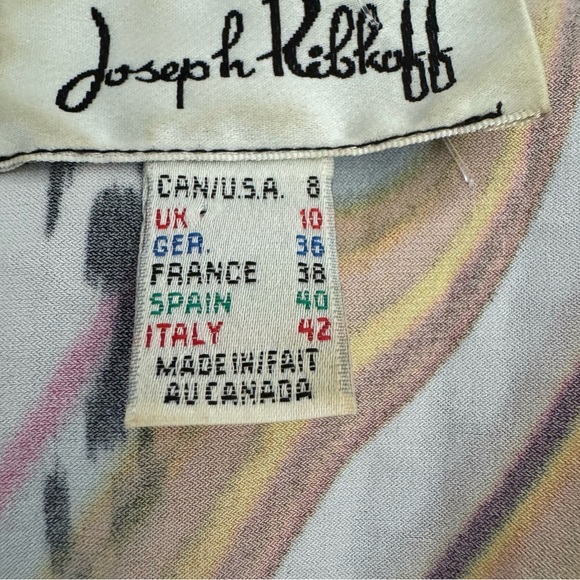 Joseph Ribkoff
CAN/U.S.A. 8
UK 10
GER. 36
FRANCE 38
SPAIN 40
ITALY 42
MADE IN/FAIT
AU CANADA